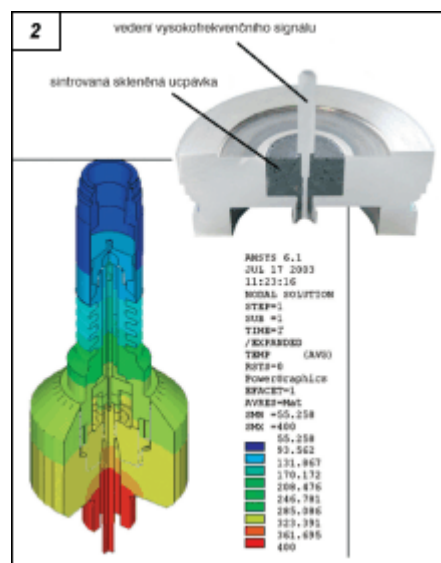 2
vedení vysokofrekvenčního signálu
sintrovaná skleněná ucpávka
ANSYS 6.1
JUL 17 2003
11:23:16
NODAL SOLUTION
STEP=1
SUB =1
TIME=2
/EXPANDED
TEMP (AVG)
RSYS=0
PowerGraphics
EFACET=1
AVRES=Mat
SMN =55.258
SMX =400
55.258
93.562
131.867
170.172
208.476
246.781
285.086
323.391
361.695
400